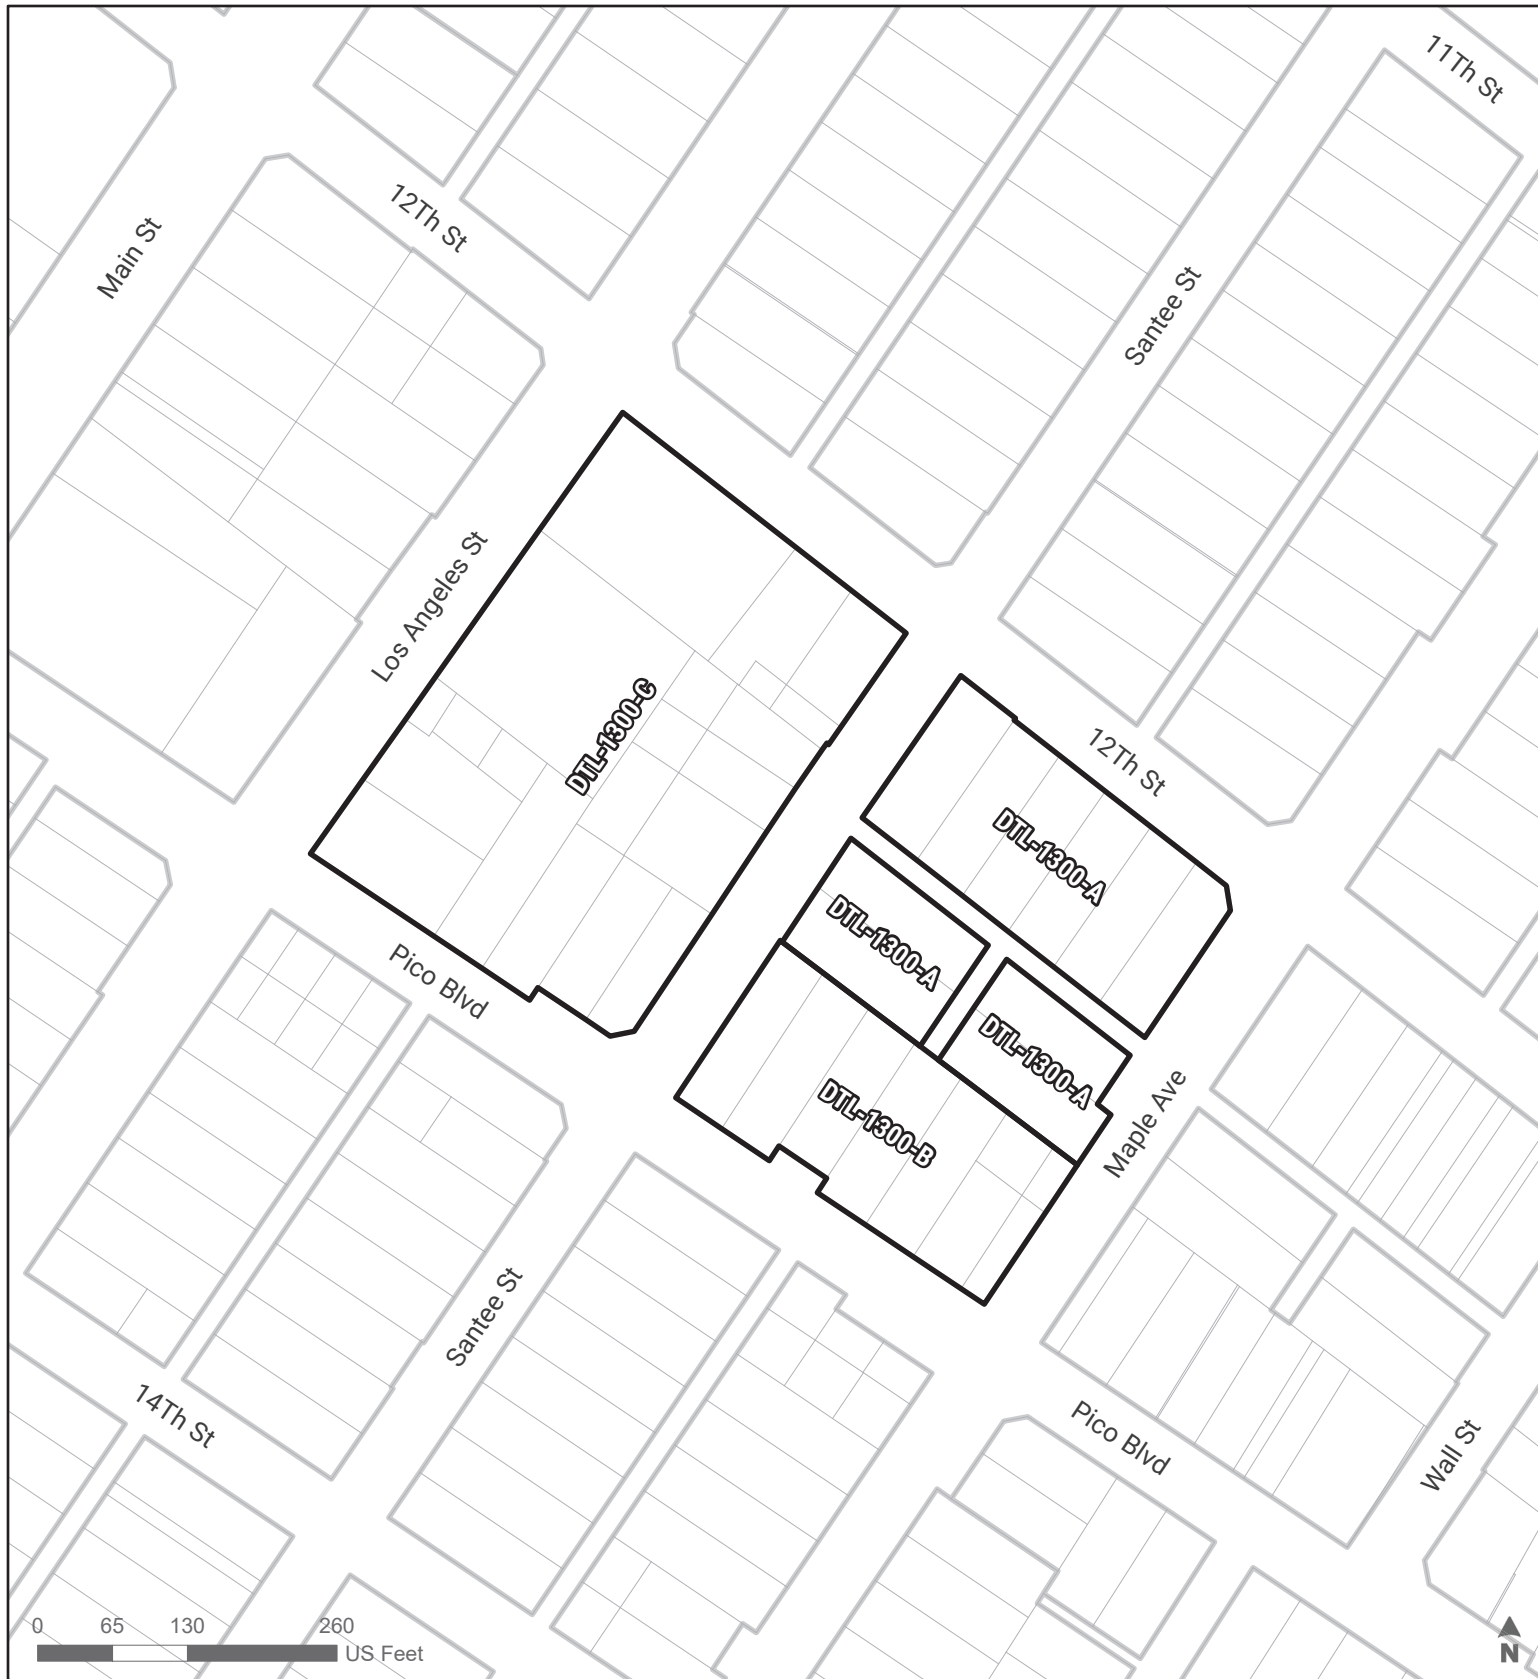 11Th St
12Th St
Main St
Santee St
Los Angeles St
DTL-1300-C
12Th St
DTL-1300-A
DTL-1300-A
Pico Blvd
DTL-1300-A
DTL-1300-B
Maple Ave
Santee St
14Th St
Pico Blvd
Wall St
0 65 130 260
US Feet
N